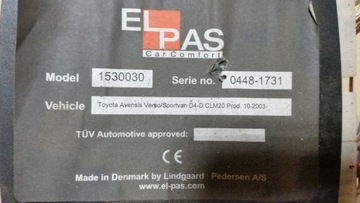 EL PAS
Car Comfort
Model 1530030 Serie no. 0448-1731
Vehicle Toyota Avensis Verso/Sportvan D4-D CLM20 Prod. 10-2003-
TÜV Automotive approved:
CE
Made in Denmark by Lindgaard - Pedersen A/S
www.el-pas.com